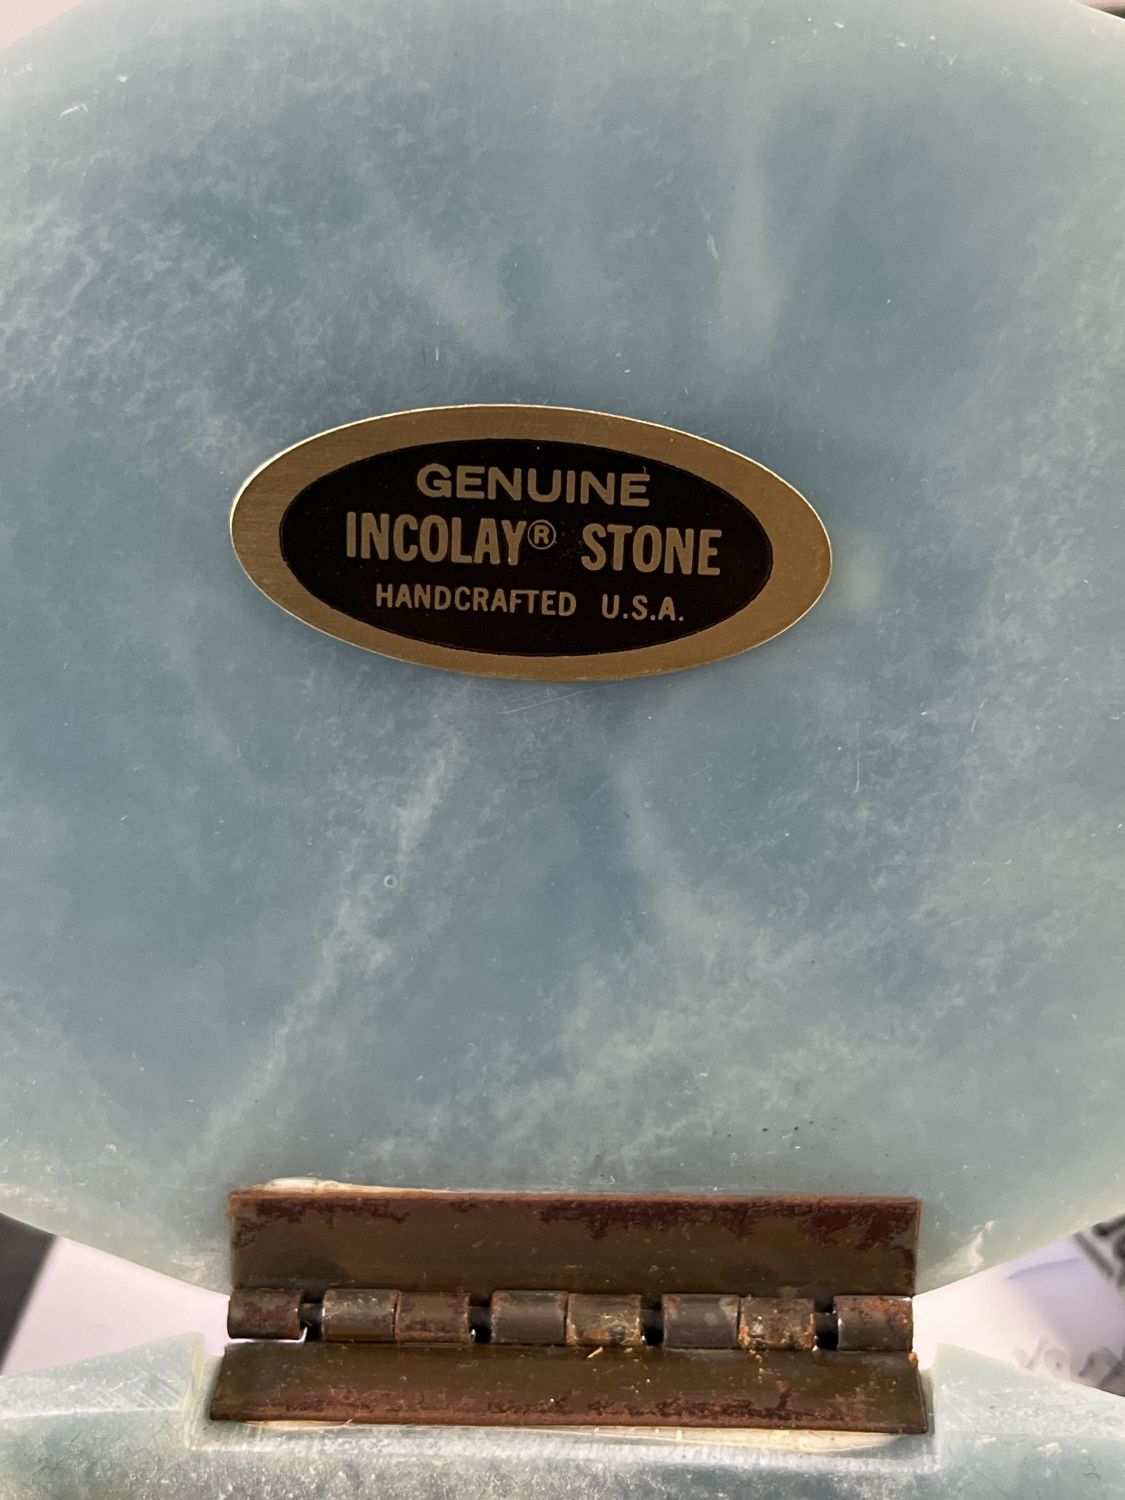 GENUINE
INCOLAY® STONE
HANDCRAFTED U.S.A.